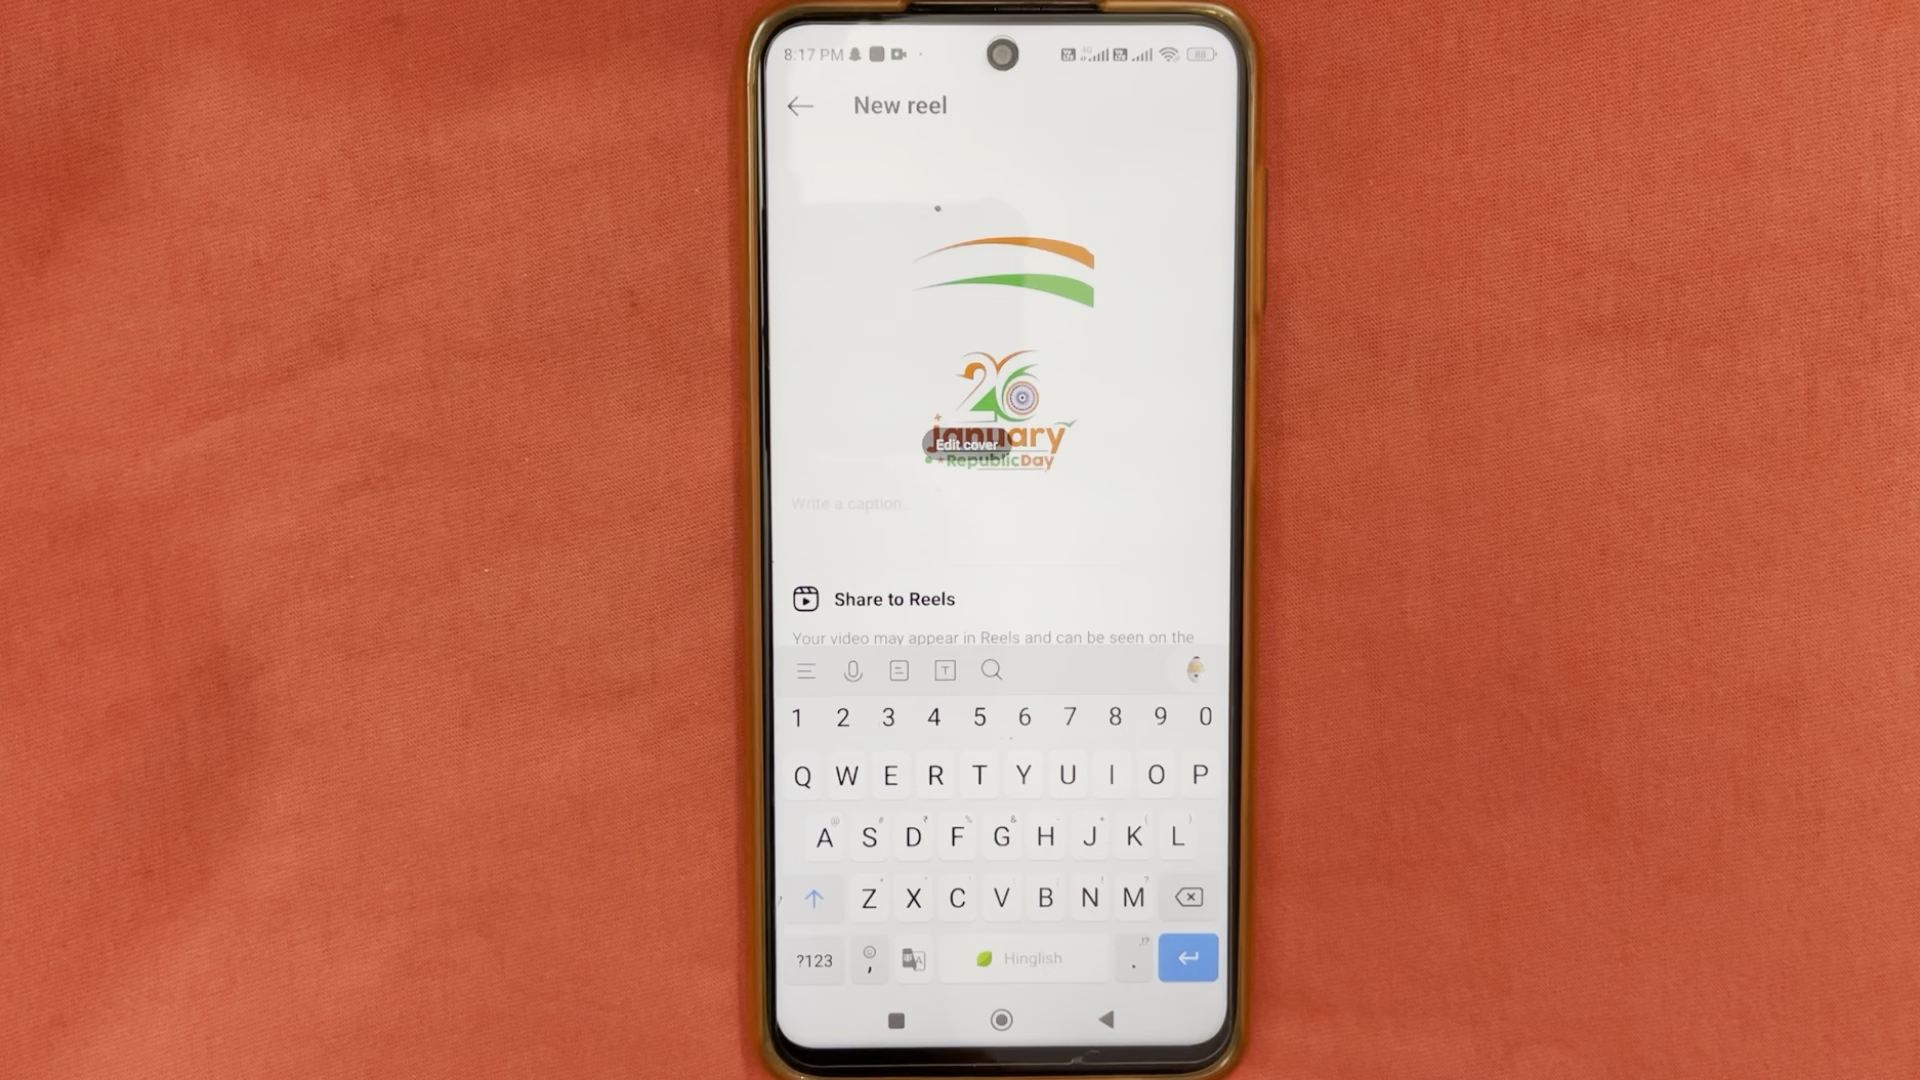 8:17 PM
88
New reel
26
january
Edit cover
RepublicDay
Write a caption...
Share to Reels
Your video may appear in Reels and can be seen on the
1 2 3 4 5 6 7 8 9 0
Q W E R T Y U I O P
A S D F G H J K L
Z X C V B N M
?123 , Hinglish .